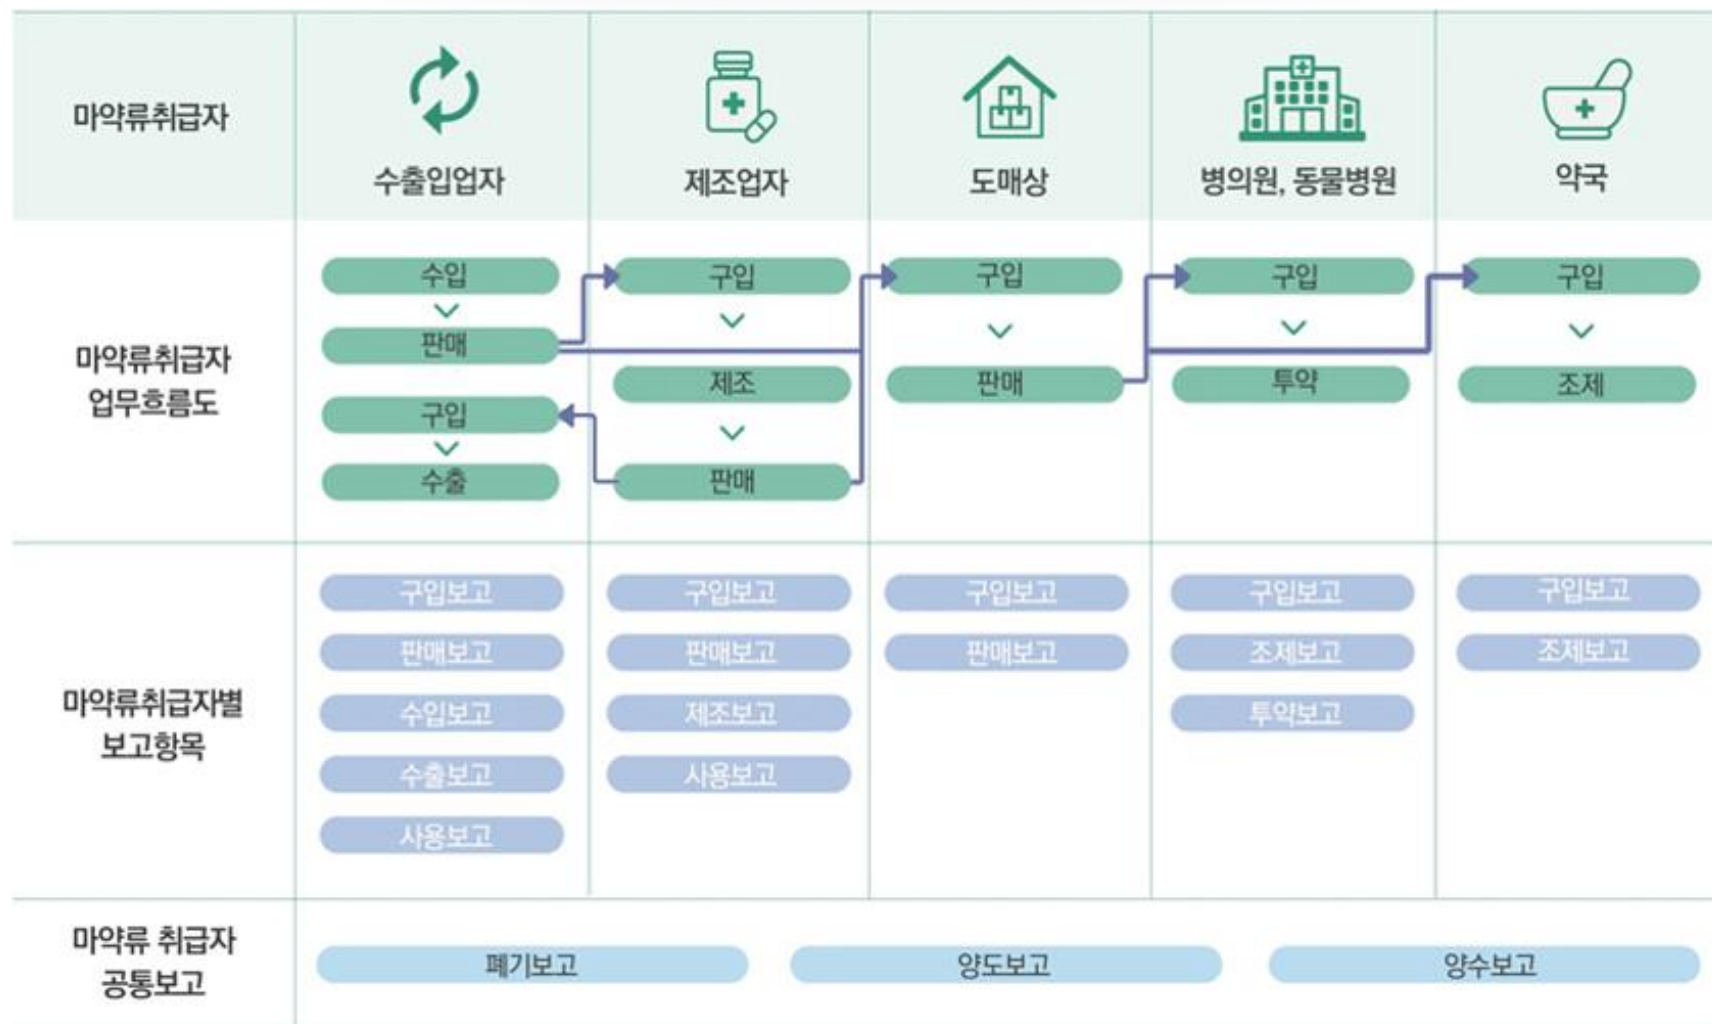 마약류취급자
수출입업자
제조업자
도매상
병의원, 동물병원
약국
마약류취급자
업무흐름도
수입
판매
구입
수출
구입
제조
판매
구입
판매
구입
투약
구입
조제
마약류취급자별
보고항목
구입보고
판매보고
수입보고
수출보고
사용보고
구입보고
판매보고
제조보고
사용보고
구입보고
판매보고
구입보고
조제보고
투약보고
구입보고
조제보고
마약류 취급자
공통보고
폐기보고
양도보고
양수보고